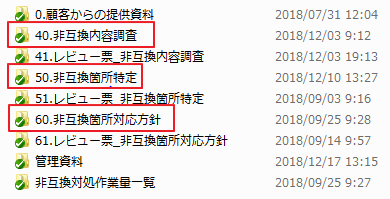 0.顧客からの提供資料 2018/07/31 12:04
40.非互換内容調査 2018/12/03 9:12
41.レビュー票_非互換内容調査 2018/12/03 19:13
50.非互換箇所特定 2018/12/10 13:27
51.レビュー票_非互換箇所特定 2018/09/03 9:16
60.非互換箇所対応方針 2018/09/25 9:28
61.レビュー票_非互換箇所対応方針 2018/09/14 9:57
管理資料 2018/12/17 13:15
非互換対処作業量一覧 2018/09/25 9:27